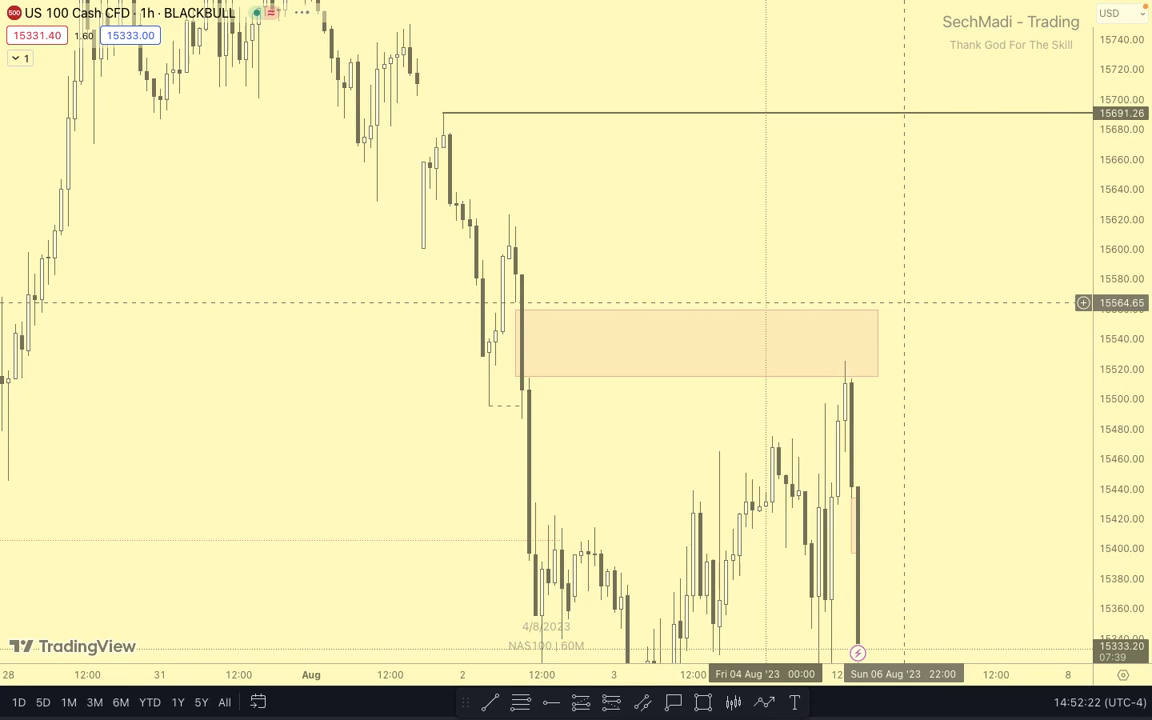 US 100 Cash CFD · 1h · BLACKBULL
15331.40 1.60 15333.00
1
SechMadi - Trading
Thank God For The Skill
USD
15740.00
15720.00
15700.00
15691.26
15680.00
15660.00
15640.00
15620.00
15600.00
15580.00
15564.65
15540.00
15520.00
15500.00
15480.00
15460.00
15440.00
15420.00
15400.00
15380.00
15360.00
15333.20
07:39
4/8/2023
NAS100 | 60M
TradingView
28 12:00 31 12:00 Aug 12:00 2 12:00 3 12:00 Fri 04 Aug '23 00:00 12 Sun 06 Aug '23 22:00 12:00 8
1D 5D 1M 3M 6M YTD 1Y 5Y All
14:52:22 (UTC-4)